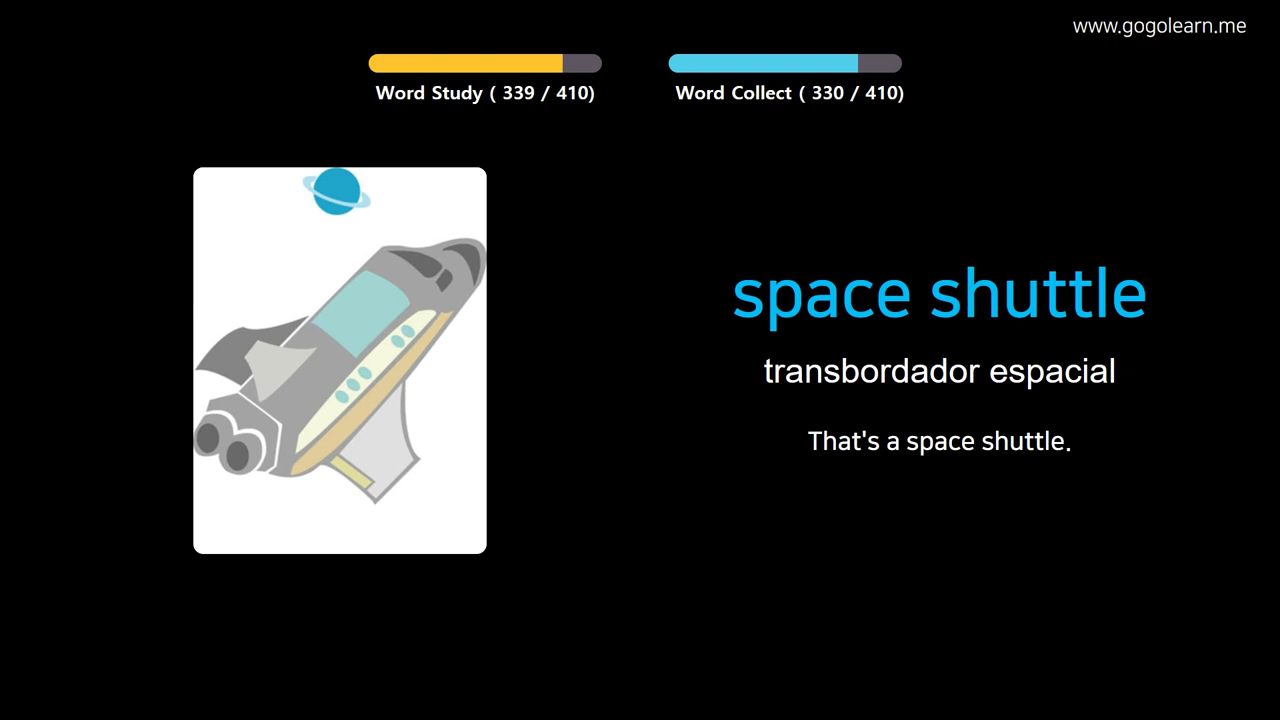 www.gogolearn.me
Word Study ( 339 / 410)
Word Collect ( 330 / 410)
space shuttle
transbordador espacial
That's a space shuttle.